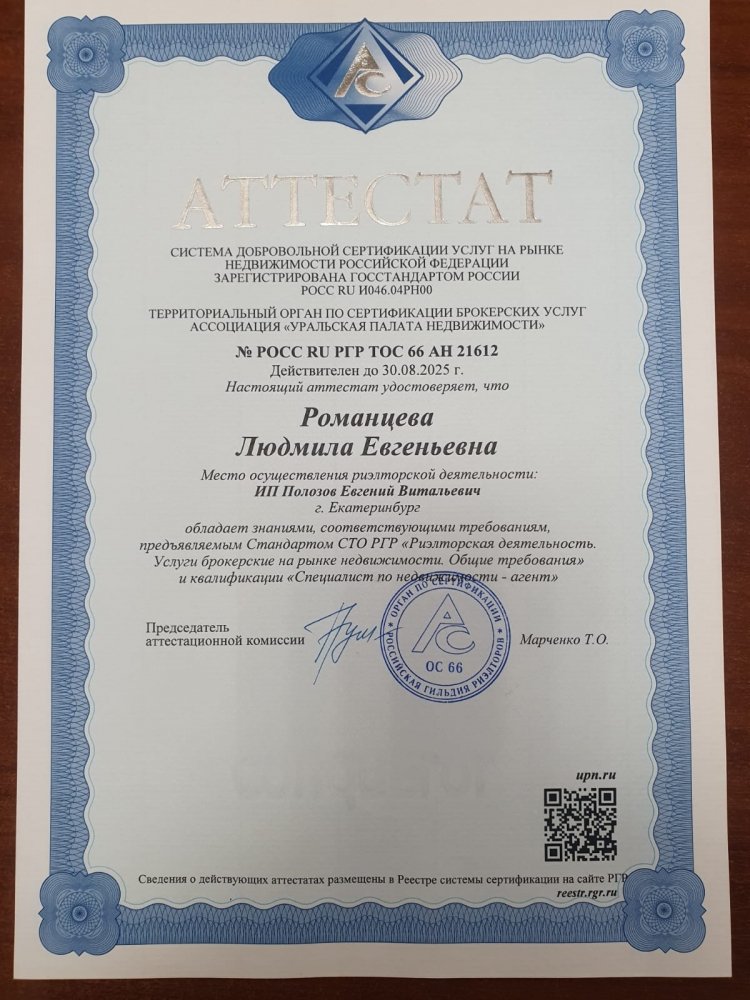 АС
АТТЕСТАТ
СИСТЕМА ДОБРОВОЛЬНОЙ СЕРТИФИКАЦИИ УСЛУГ НА РЫНКЕ
НЕДВИЖИМОСТИ РОССИЙСКОЙ ФЕДЕРАЦИИ
ЗАРЕГИСТРИРОВАНА ГОССТАНДАРТОМ РОССИИ
РОСС RU И046.04РН00
ТЕРРИТОРИАЛЬНЫЙ ОРГАН ПО СЕРТИФИКАЦИИ БРОКЕРСКИХ УСЛУГ
АССОЦИАЦИЯ «УРАЛЬСКАЯ ПАЛАТА НЕДВИЖИМОСТИ»
№ РОСС RU РГР ТОС 66 АН 21612
Действителен до 30.08.2025 г.
Настоящий аттестат удостоверяет, что
Романцева
Людмила Евгеньевна
Место осуществления риэлторской деятельности:
ИП Полозов Евгений Витальевич
г. Екатеринбург
обладает знаниями, соответствующими требованиям,
предъявляемым Стандартом СТО РГР «Риэлторская деятельность.
Услуги брокерские на рынке недвижимости. Общие требования»
и квалификации «Специалист по недвижимости - агент»
Председатель
аттестационной комиссии
ОРГАН ПО СЕРТИФИКАЦИИ
АС
ОС 66
РОССИЙСКАЯ ГИЛЬДИЯ РИЭЛТОРОВ
Марченко Т.О.
upn.ru
Сведения о действующих аттестатах размещены в Реестре системы сертификации на сайте РГР
reestr.rgr.ru